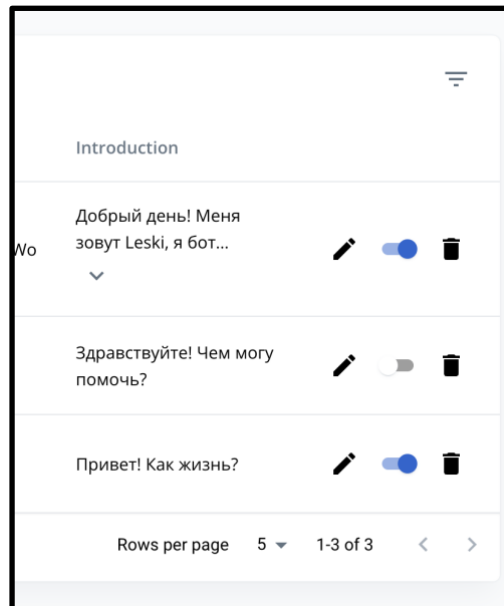 Introduction
Добрый день! Меня
зовут Leski, я бот...
Wo
Здравствуйте! Чем могу
помочь?
Привет! Как жизнь?
Rows per page 5 1-3 of 3